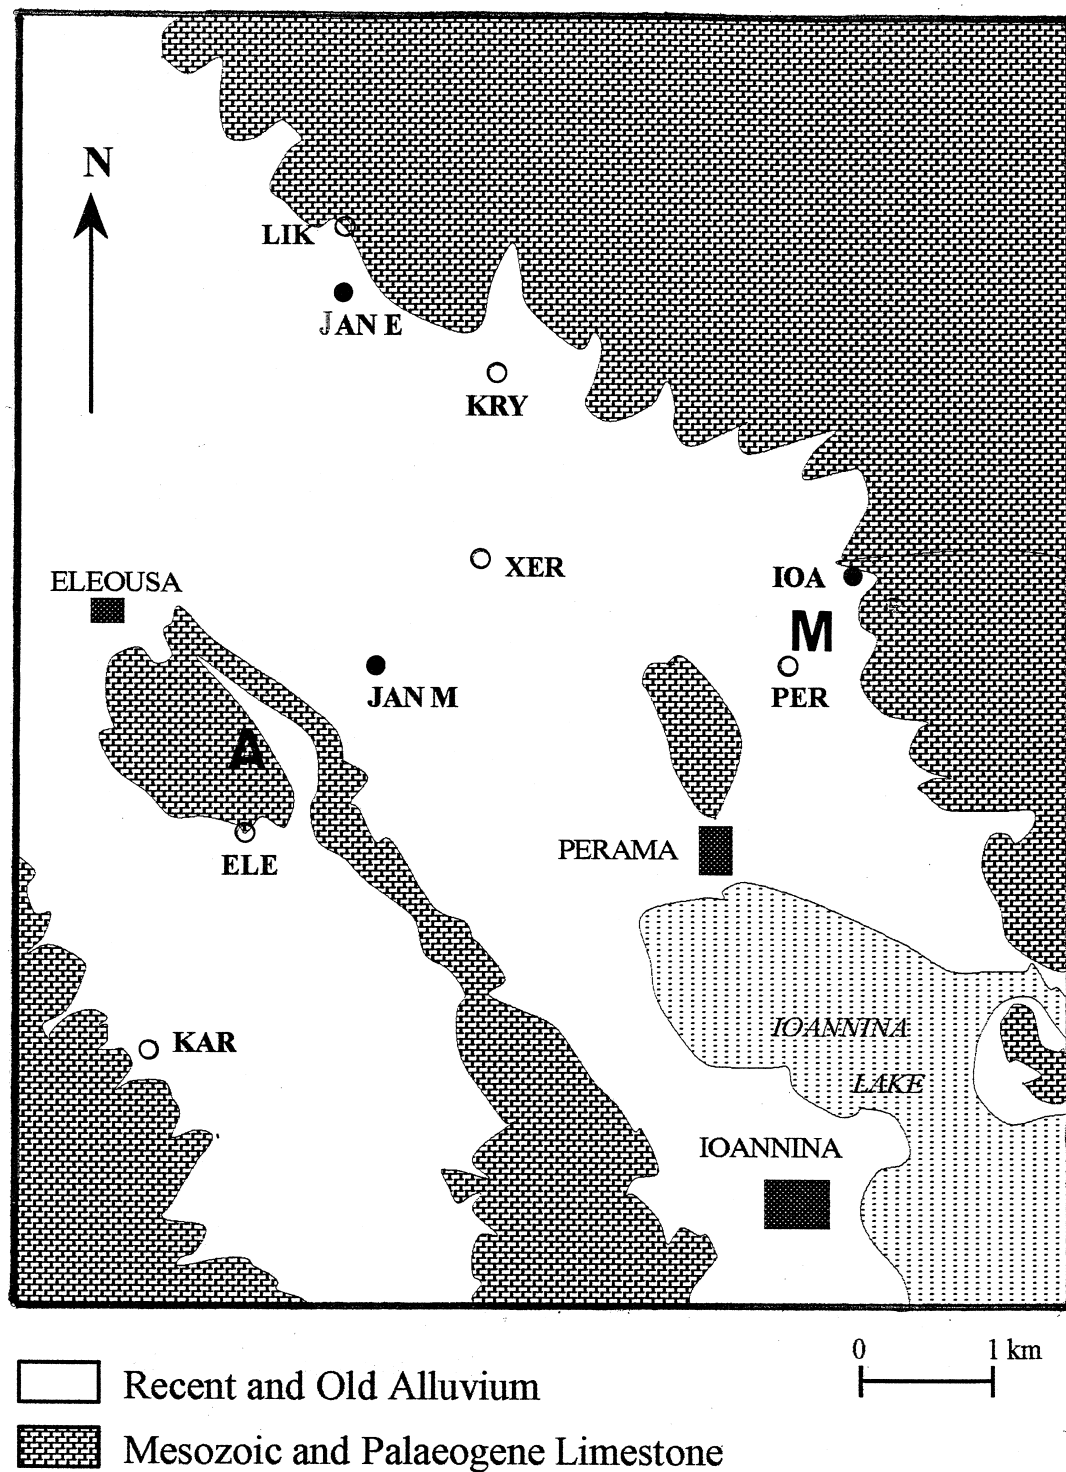 N
LIK
JAN E
KRY
XER
ELEOUSA
IOA
M
JAN M
PER
A
PERAMA
ELE
IOANNINA
LAKE
KAR
IOANNINA
0 1 km
Recent and Old Alluvium
Mesozoic and Palaeogene Limestone